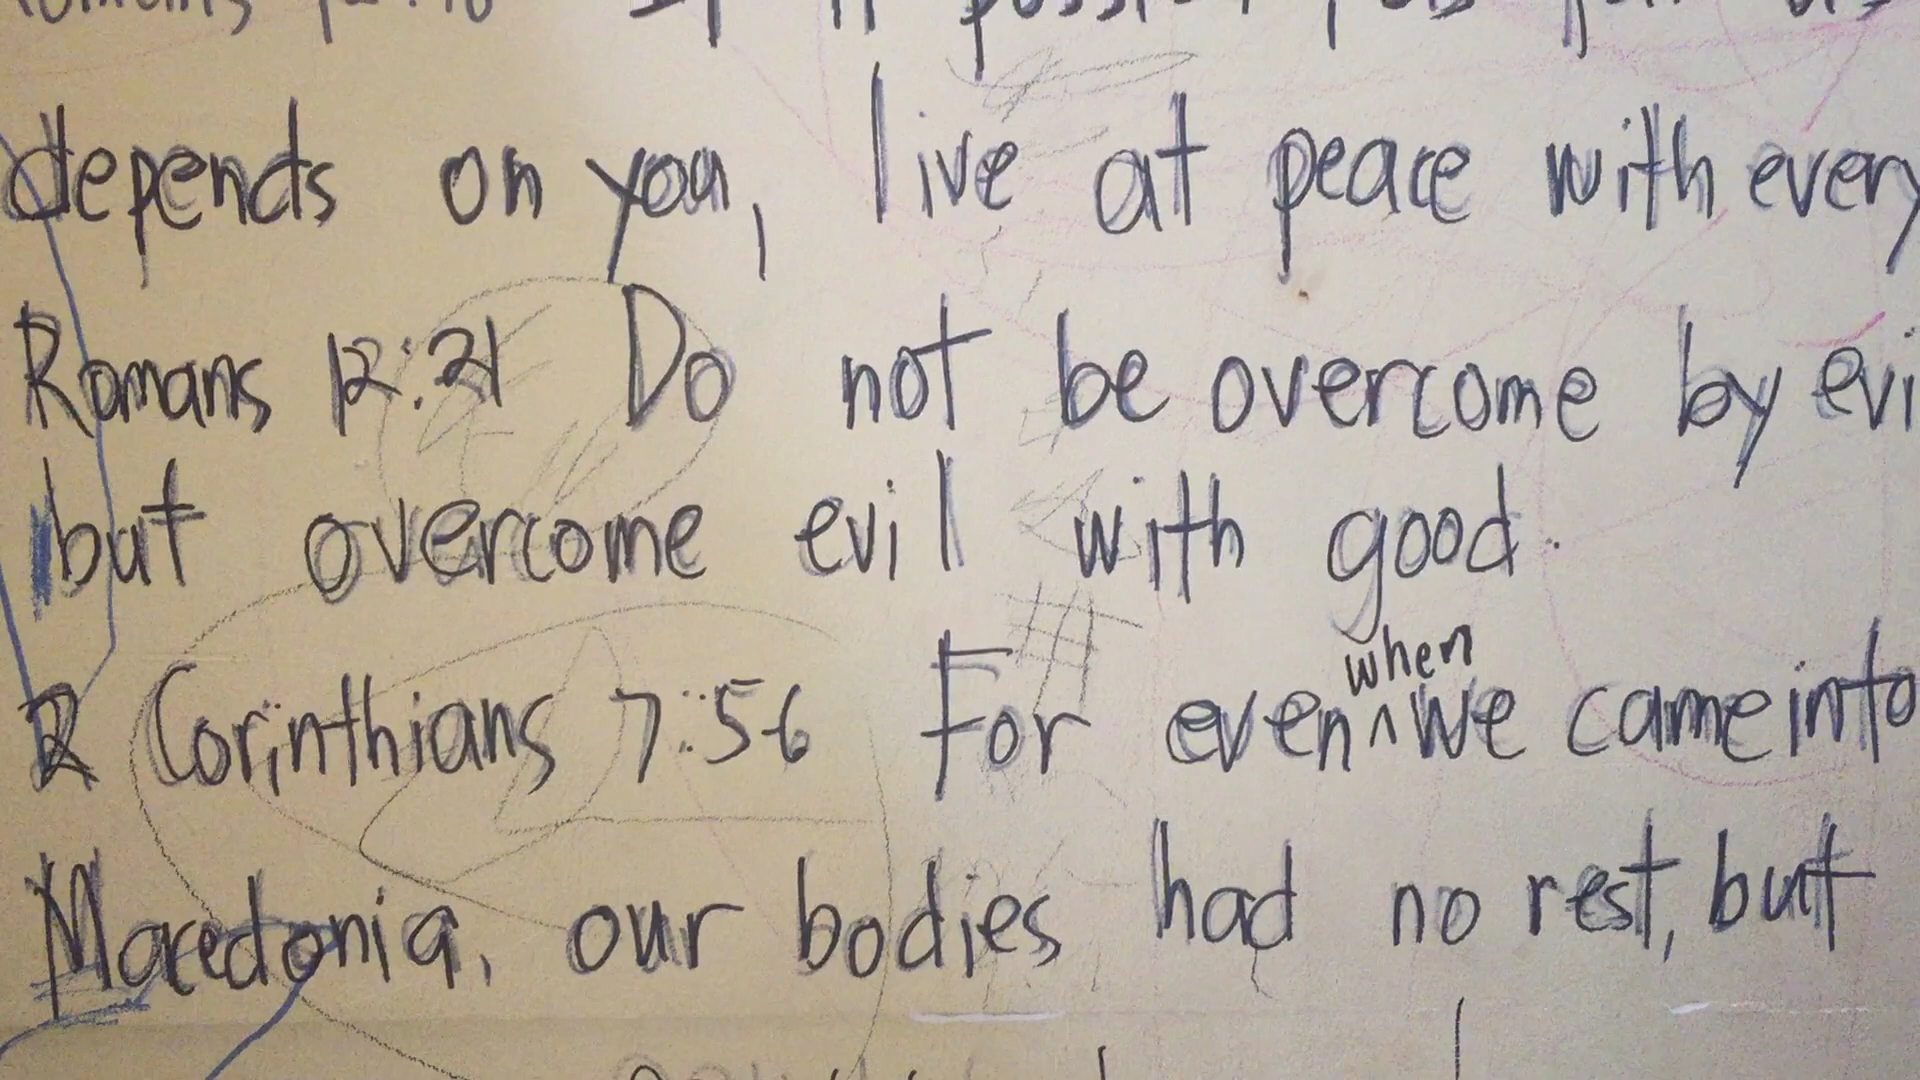 depends on you, live at peace with every
Romans 12:21 Do not be overcome by evi
but overcome evil with good.
2 Corinthians 7:56 For even ^when we came into
Macedonia, our bodies had no rest, but